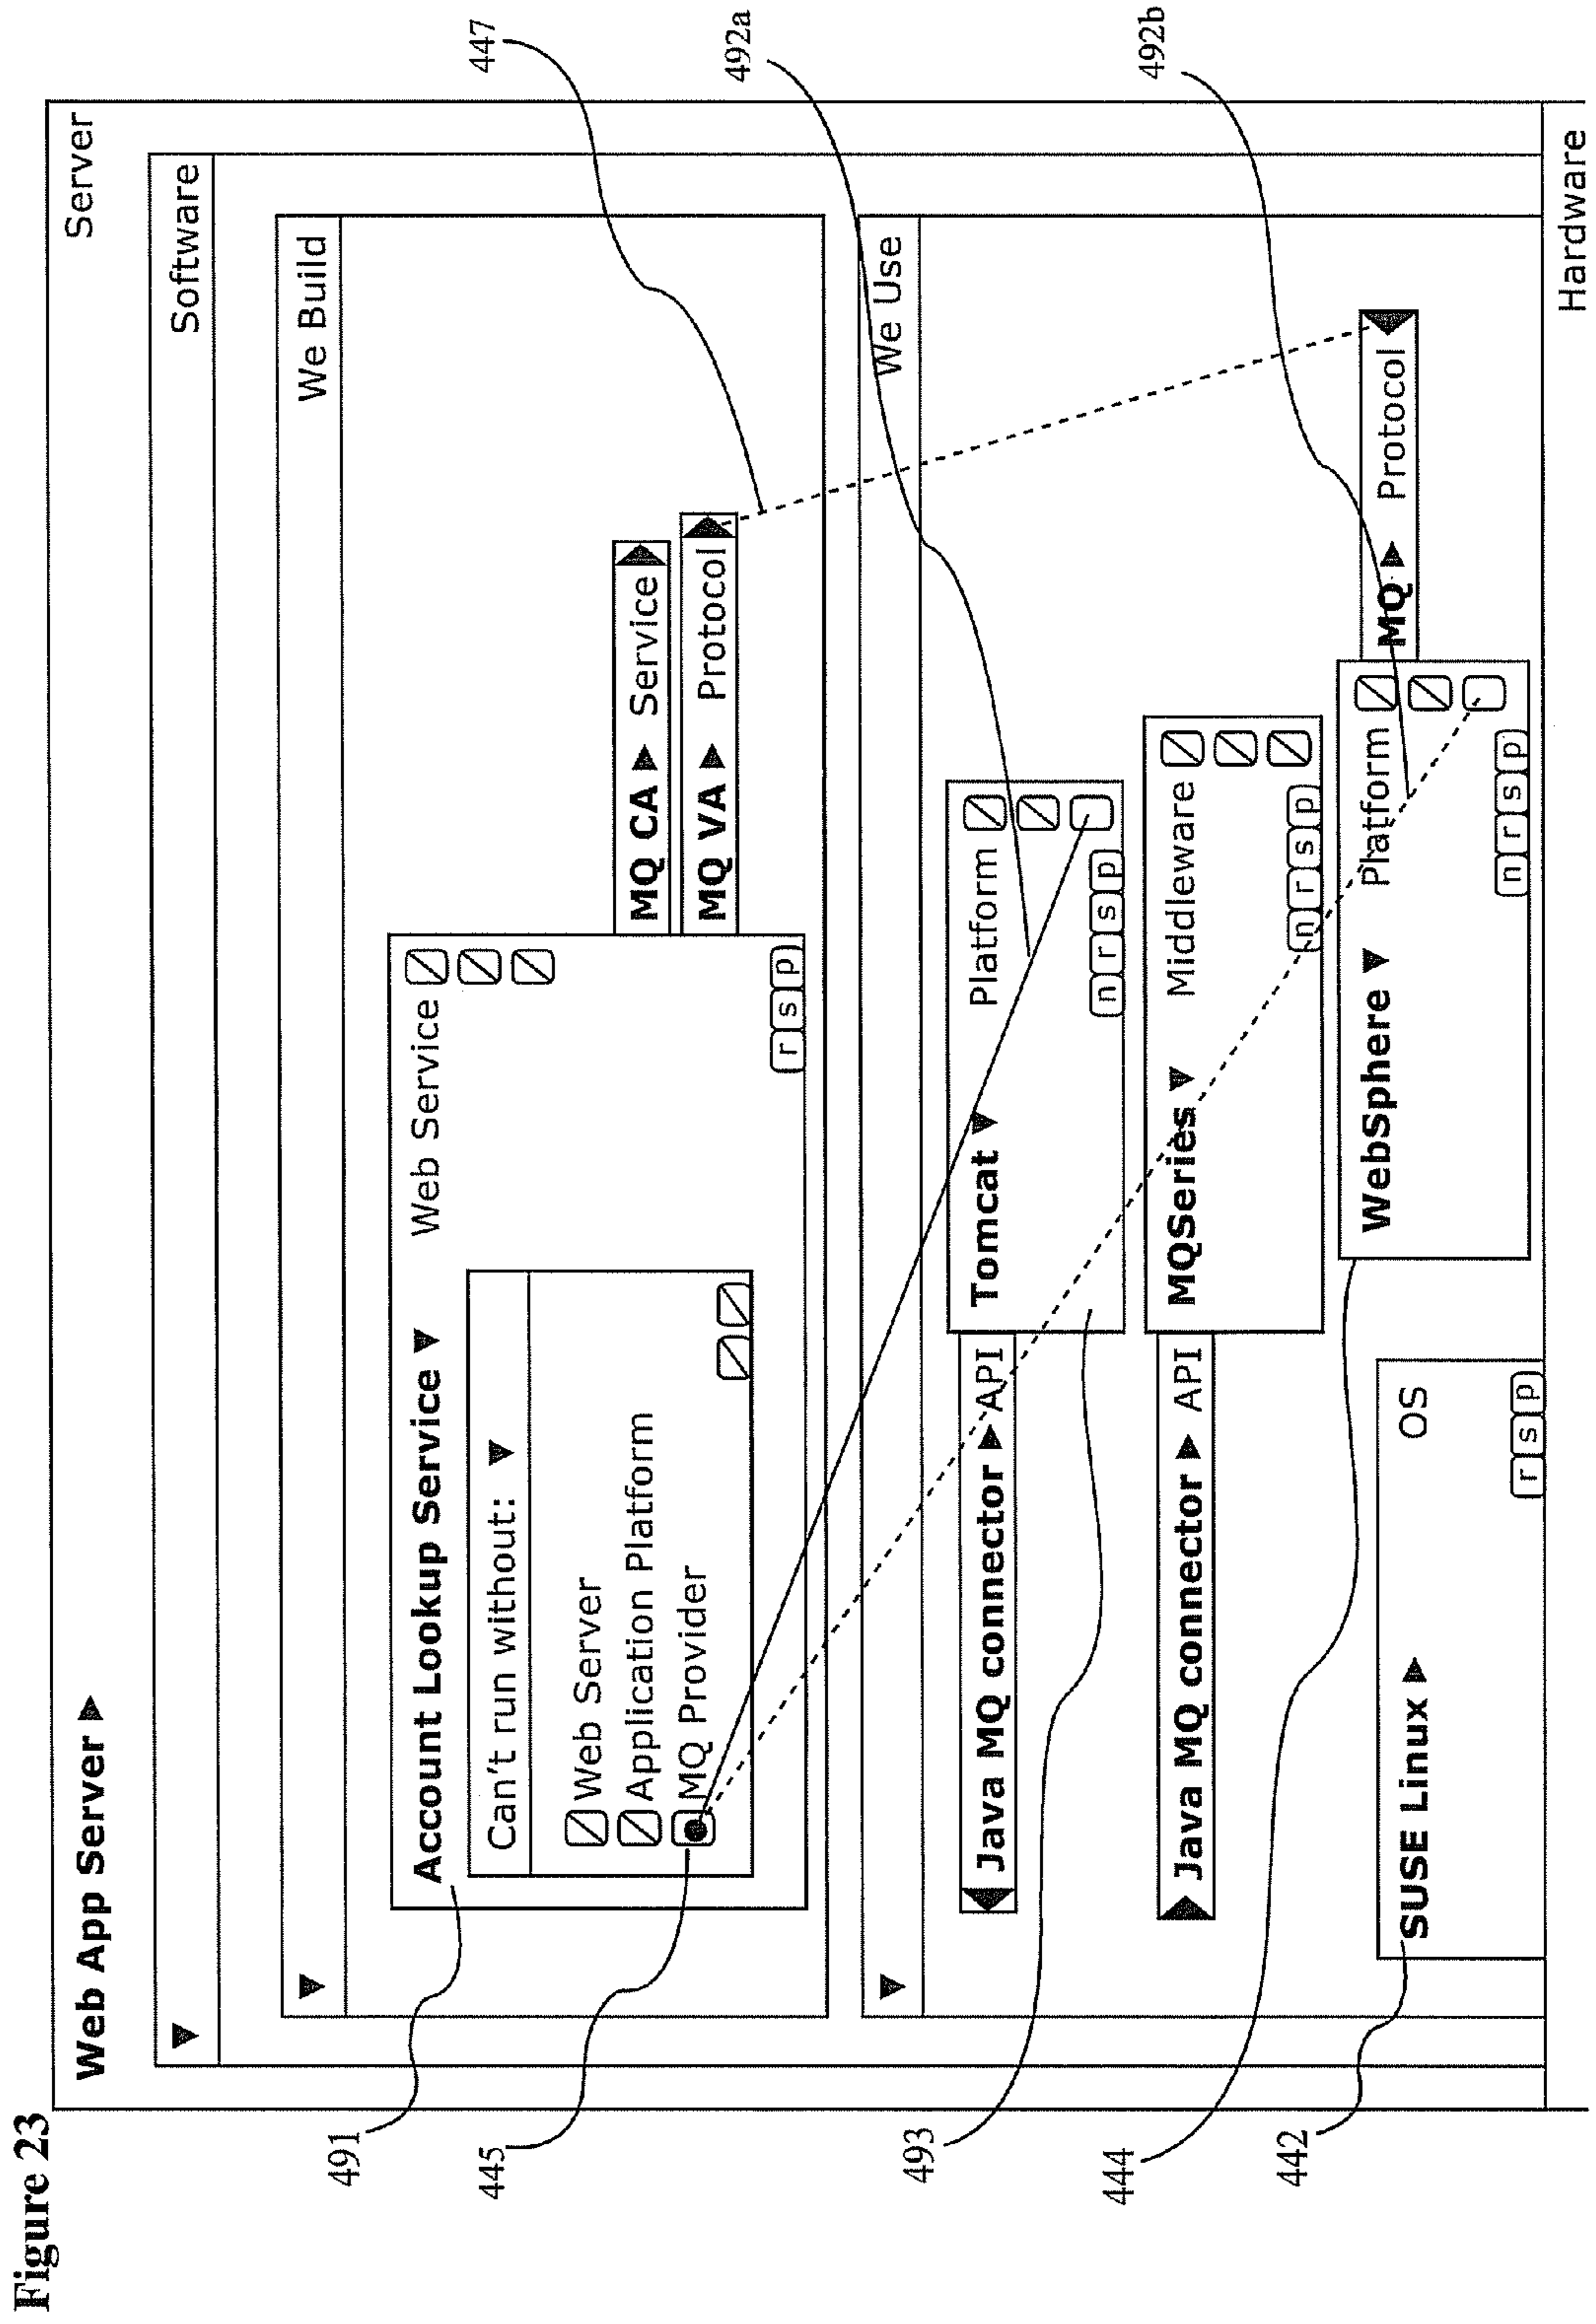 Figure 23
Web App Server Server
Software
We Build
491
Account Lookup Service Web Service
Can't run without:
445
Web Server
Application Platform
MQ Provider
r s p
MQ CA Service
MQ VA Protocol
447
We Use
493
Java MQ connector API
Tomcat Platform
n r s p
492a
Java MQ connector API
MQSeries Middleware
n r s p
444
WebSphere Platform
n r s p
MQ Protocol
492b
442
SUSE Linux OS
r s p
Hardware